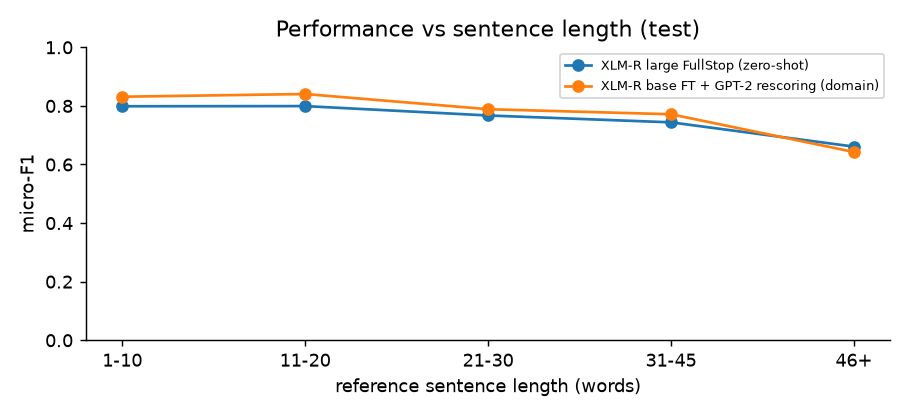 Performance vs sentence length (test)
XLM-R large FullStop (zero-shot)
XLM-R base FT + GPT-2 rescoring (domain)
micro-F1
1.0
0.8
0.6
0.4
0.2
0.0
1-10 11-20 21-30 31-45 46+
reference sentence length (words)